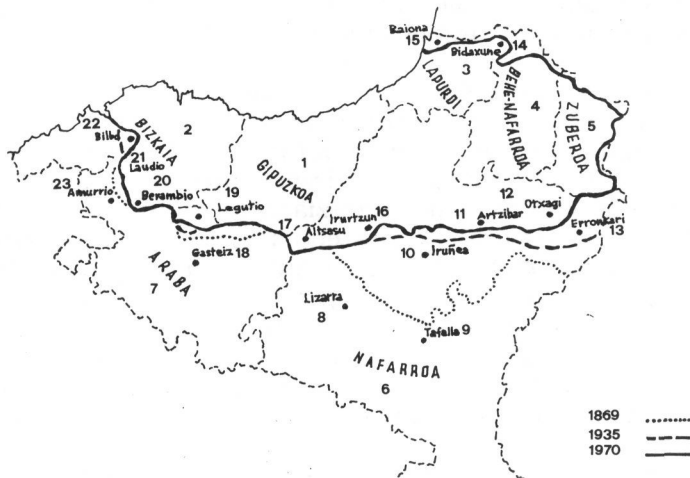 Baiona
15
14
Bidaxun
3
LAPURDI
BEHE-NAFARROA
4
ZUBEROA
5
22
BIZKAIA
2
Bilbo
21
Laudio
20
GIPUZKOA
1
23
Amurrio
Berambio
19
Legutio
12
Otxagi
17
Altsasu
Irurtzun 16
11
Artzibar
Erronkari
13
ARABA
Gasteiz 18
10
Iruñea
7
Lizarra
8
Tafalla 9
NAFARROA
6
1869
1935
1970